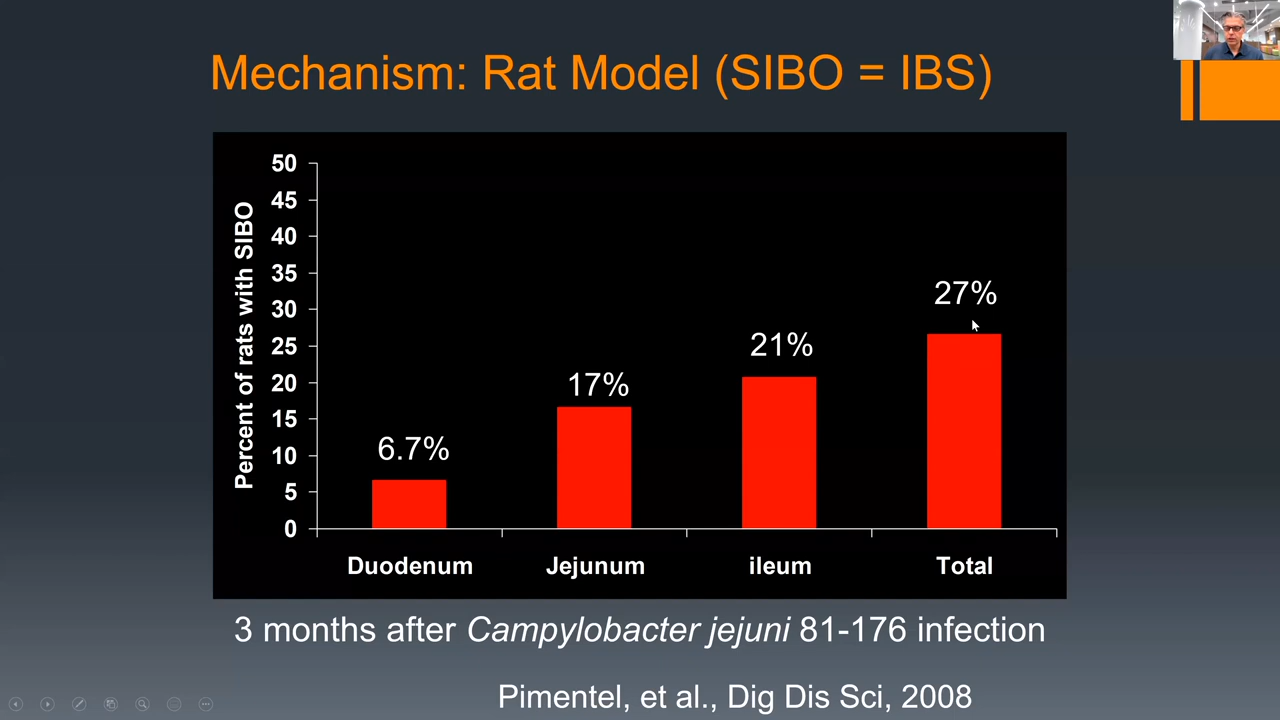 Mechanism: Rat Model (SIBO = IBS)
Percent of rats with SIBO
50
45
40
35
30
25
20
15
10
5
0
6.7%
17%
21%
27%
Duodenum
Jejunum
ileum
Total
3 months after Campylobacter jejuni 81-176 infection
Pimentel, et al., Dig Dis Sci, 2008